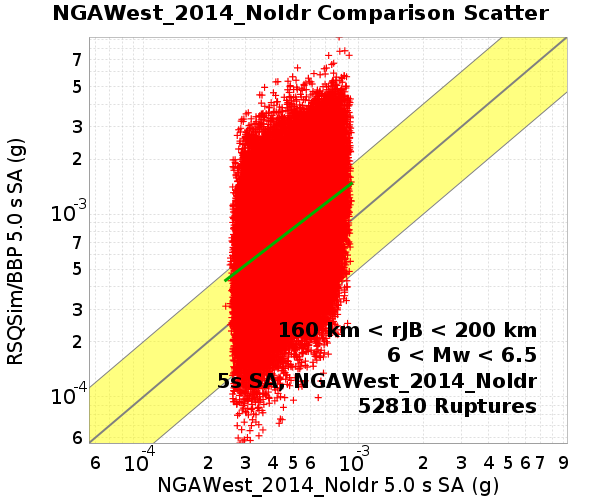 NGAWest_2014_NoIdr Comparison Scatter
7
5
3
2
10-3
7
5
3
2
10-4
6
RSQSim/BBP 5.0 s SA (g)
160 km < rJB < 200 km
6 < Mw < 6.5
5s SA, NGAWest_2014_NoIdr
52810 Ruptures
6 10-4 2 3 4 5 6 10-3 2 3 4 5 6 7 9
NGAWest_2014_NoIdr 5.0 s SA (g)